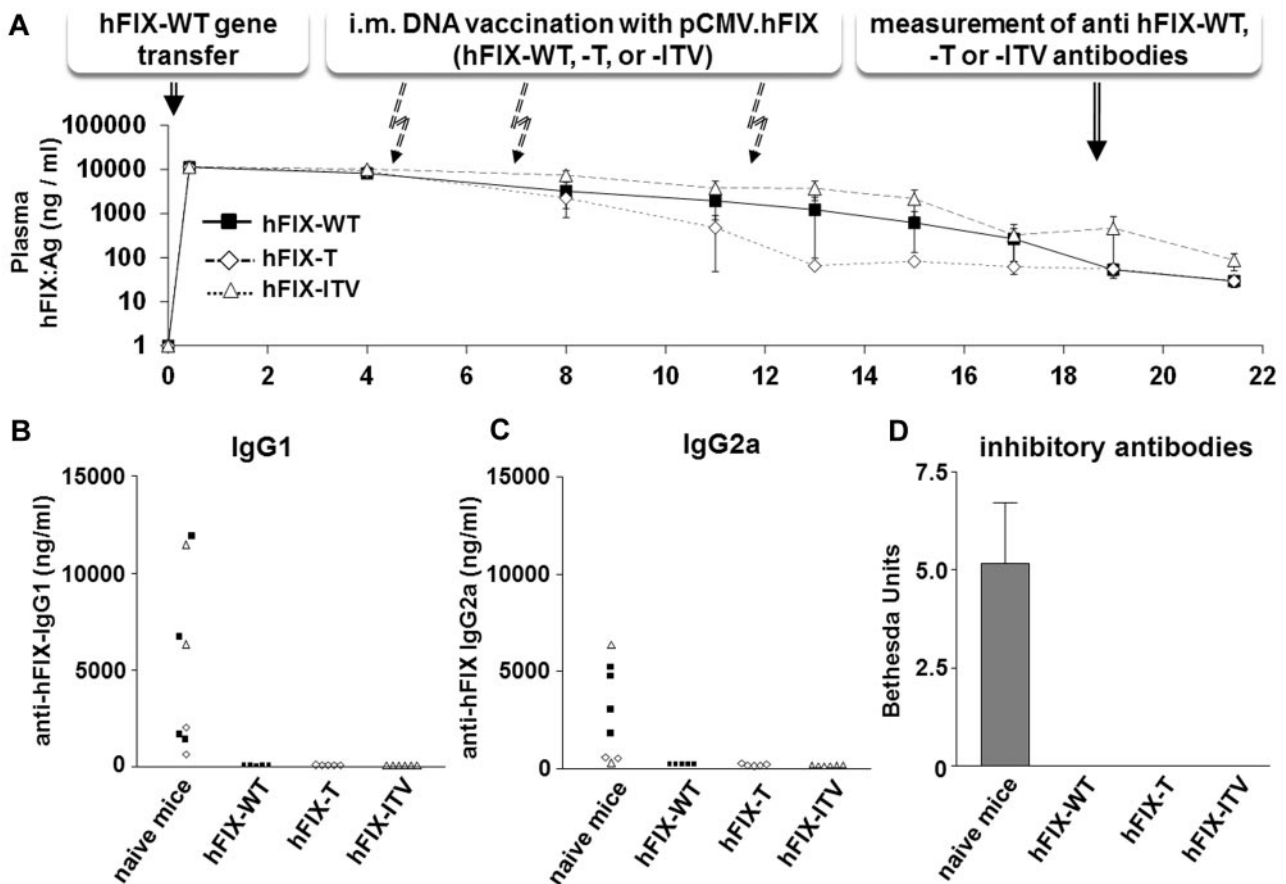 A
hFIX-WT gene
transfer
i.m. DNA vaccination with pCMV.hFIX
(hFIX-WT, -T, or -ITV)
measurement of anti hFIX-WT,
-T or -ITV antibodies
Plasma
hFIX:Ag (ng / ml)
100000
10000
1000
100
10
1
hFIX-WT
hFIX-T
hFIX-ITV
0 2 4 6 8 10 12 14 16 18 20 22
B
IgG1
anti-hFIX-IgG1 (ng/ml)
15000
10000
5000
0
naive mice
hFIX-WT
hFIX-T
hFIX-ITV
C
IgG2a
anti-hFIX IgG2a (ng/ml)
15000
10000
5000
0
naive mice
hFIX-WT
hFIX-T
hFIX-ITV
D
inhibitory antibodies
Bethesda Units
7.5
5.0
2.5
0
naive mice
hFIX-WT
hFIX-T
hFIX-ITV